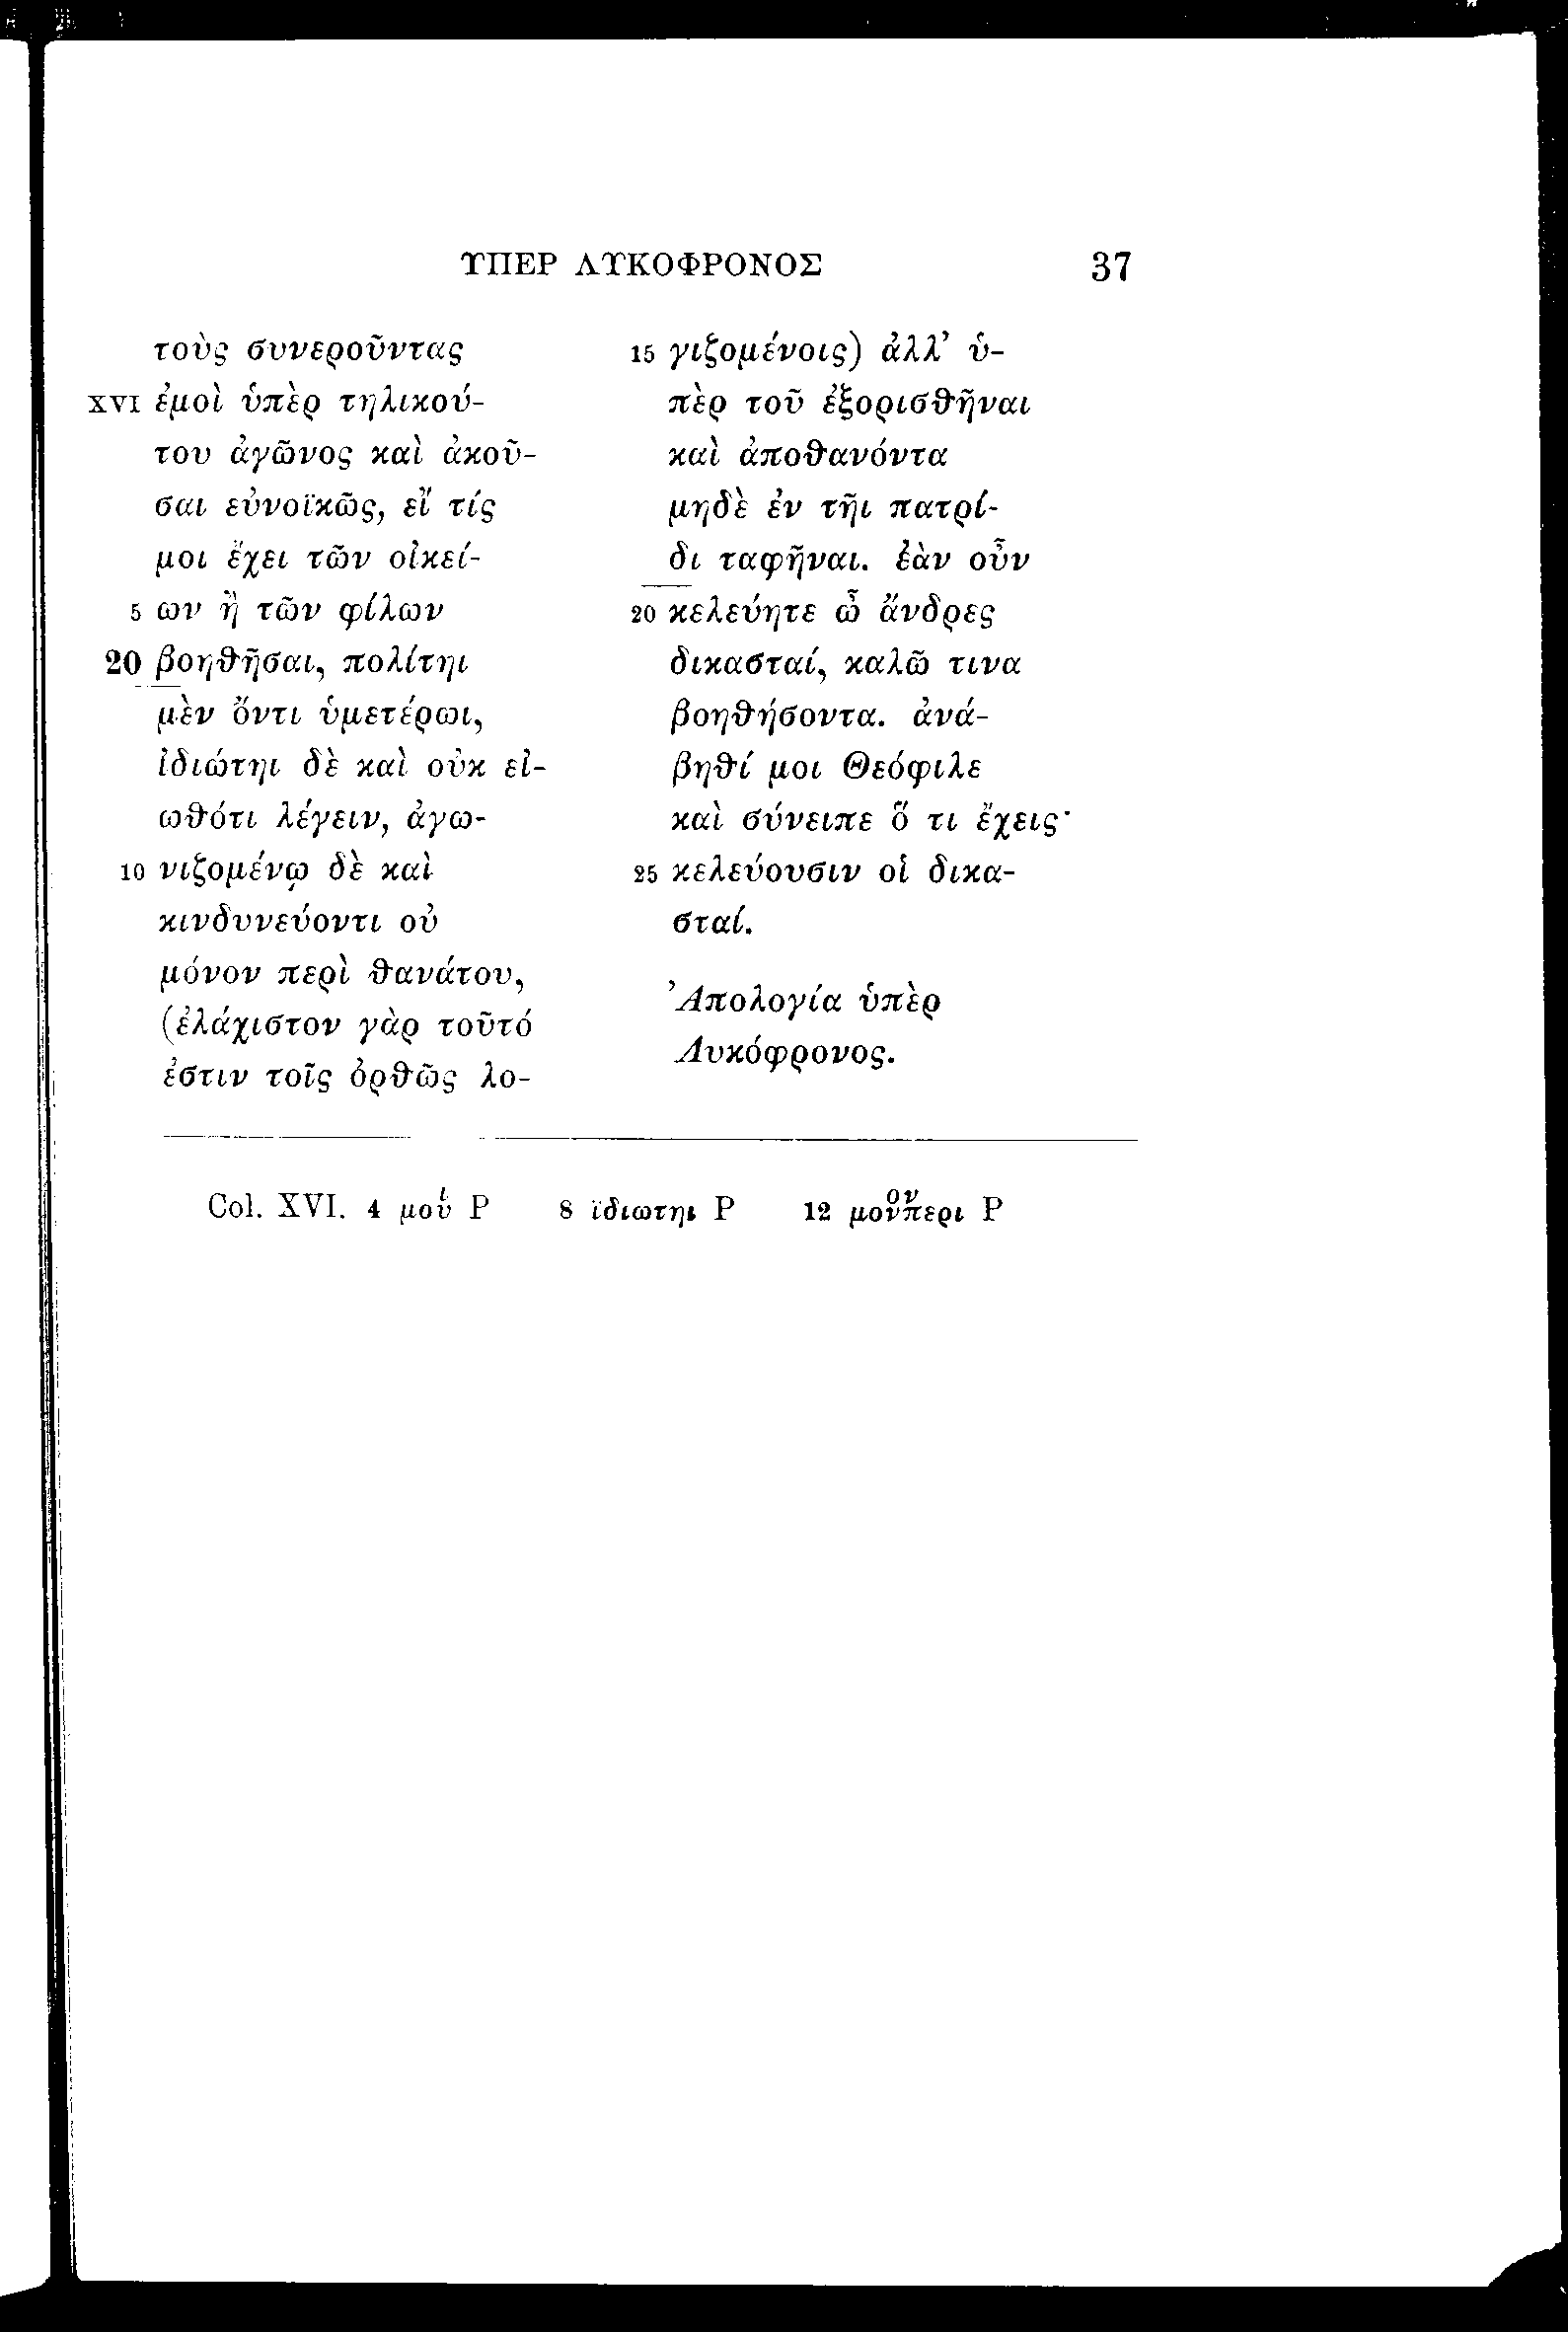 ΥΠΕΡ ΛΥΚΟΦΡΟΝΟΣ 37
τοὺς συνεροῦντας
XVI ἐμοὶ ὑπὲρ τηλικού-
του ἀγῶνος καὶ ἀκοῦ-
σαι εὐνοϊκῶς, εἴ τίς
μοι ἔχει τῶν οἰκεί-
5 ων ἢ τῶν φίλων
20 βοηθῆσαι, πολίτηι
μὲν ὄντι ὑμετέρωι,
ἰδιώτηι δὲ καὶ οὐκ εἰ-
ωθότι λέγειν, ἀγω-
10 νιζομένῳ δὲ καὶ
κινδυνεύοντι οὐ
μόνον περὶ θανάτου,
(ἐλάχιστον γὰρ τοῦτό
ἐστιν τοῖς ὀρθῶς λο-
15 γιζομένοις) ἀλλ’ ὑ-
πὲρ τοῦ ἐξορισθῆναι
καὶ ἀποθανόντα
μηδὲ ἐν τῆι πατρί-
δι ταφῆναι. ἐὰν οὖν
20 κελεύητε ὦ ἄνδρες
δικασταί, καλῶ τινα
βοηθήσοντα. ἀνά-
βηθί μοι Θεόφιλε
καὶ σύνειπε ὅ τι ἔχεις·
25 κελεύουσιν οἱ δικα-
σταί.
Ἀπολογία ὑπὲρ
Λυκόφρονος.
Col. XVI. 4 μου̉ι P 8 ϊδιωτηι P 12 μουονπερι P